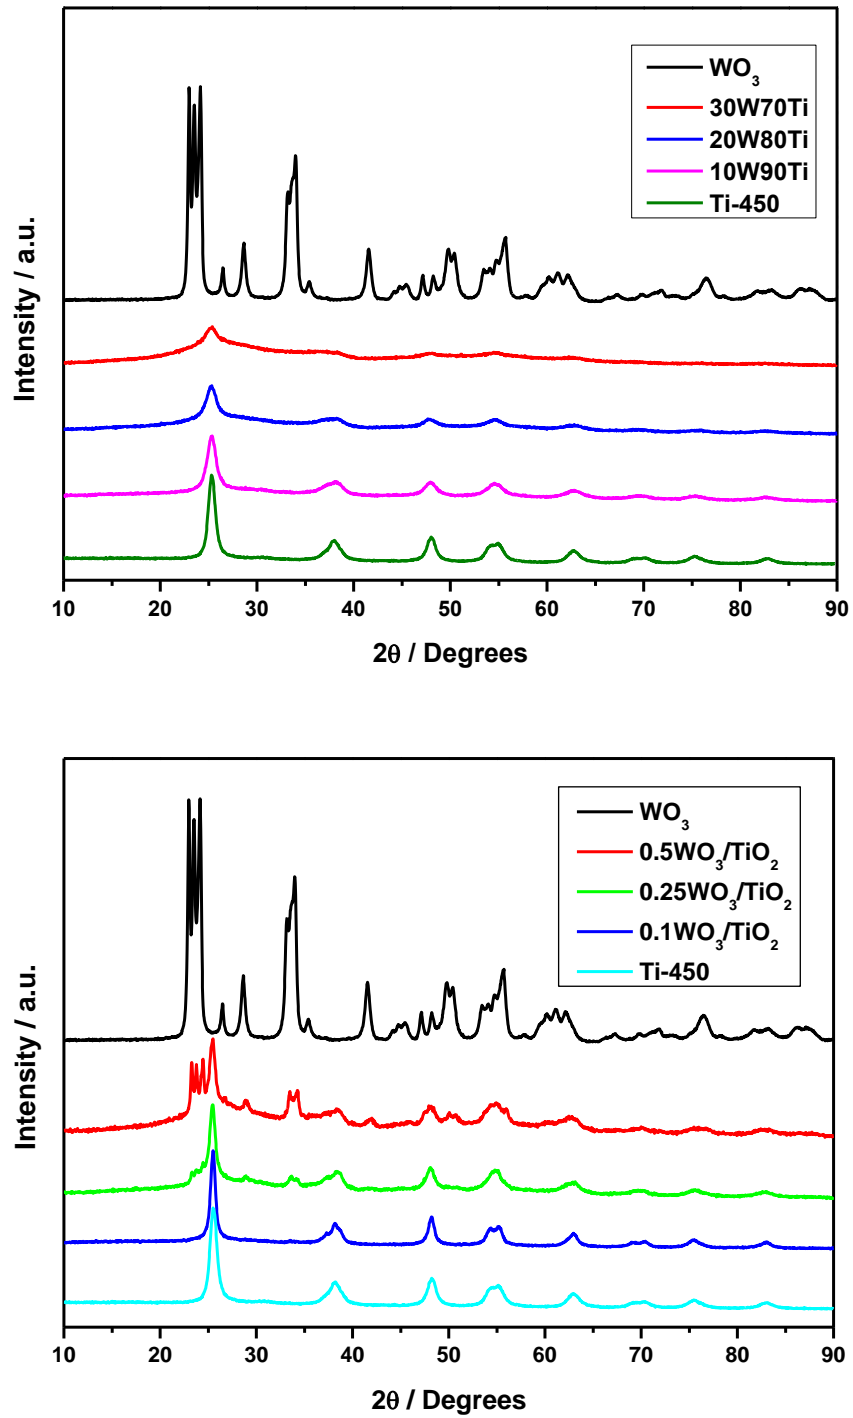 WO3
30W70Ti
20W80Ti
10W90Ti
Ti-450
Intensity / a.u.
10 20 30 40 50 60 70 80 90
2θ / Degrees
WO3
0.5WO3/TiO2
0.25WO3/TiO2
0.1WO3/TiO2
Ti-450
Intensity / a.u.
10 20 30 40 50 60 70 80 90
2θ / Degrees